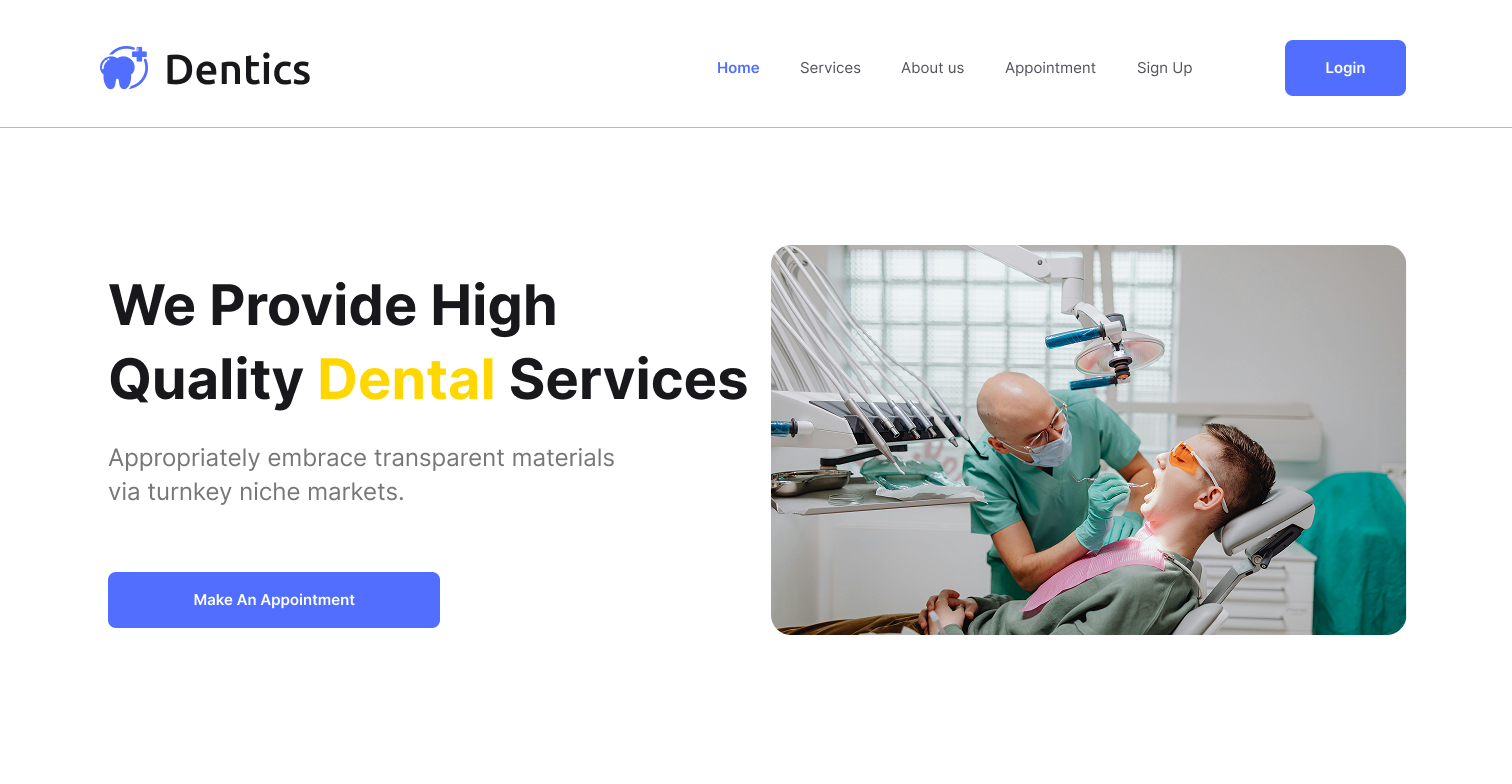 Dentics
Home
Services
About us
Appointment
Sign Up
Login
We Provide High
Quality Dental Services
Appropriately embrace transparent materials
via turnkey niche markets.
Make An Appointment